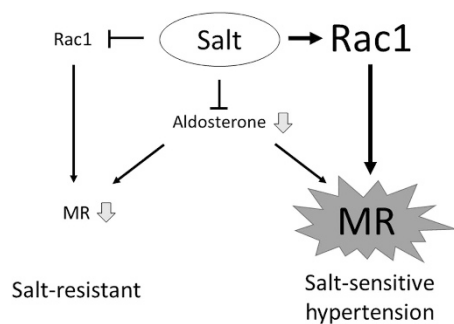 Rac1
Salt
Rac1
Aldosterone
MR
MR
Salt-resistant
Salt-sensitive
hypertension